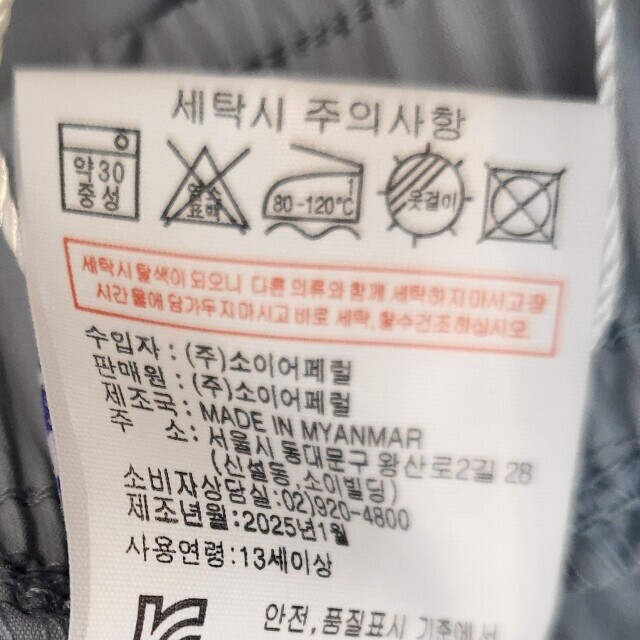 세탁시 주의사항
약30
중성
염소
표백
80-120℃
옷걸이
세탁시 탈색이 되오니 다른 의류와 함께 세탁하지마시고 장
시간 물에 담가두지마시고 바로 세탁, 탈수건조하십시오.
수입자 : (주)소이어패럴
판매원 : (주)소이어패럴
제조국 : MADE IN MYANMAR
주 소: 서울시 동대문구 왕산로2길 28
(신설동, 소이빌딩)
소비자상담실:02)920-4800
제조년월:2025년1월
사용연령:13세이상
안전, 품질표시 기준에서